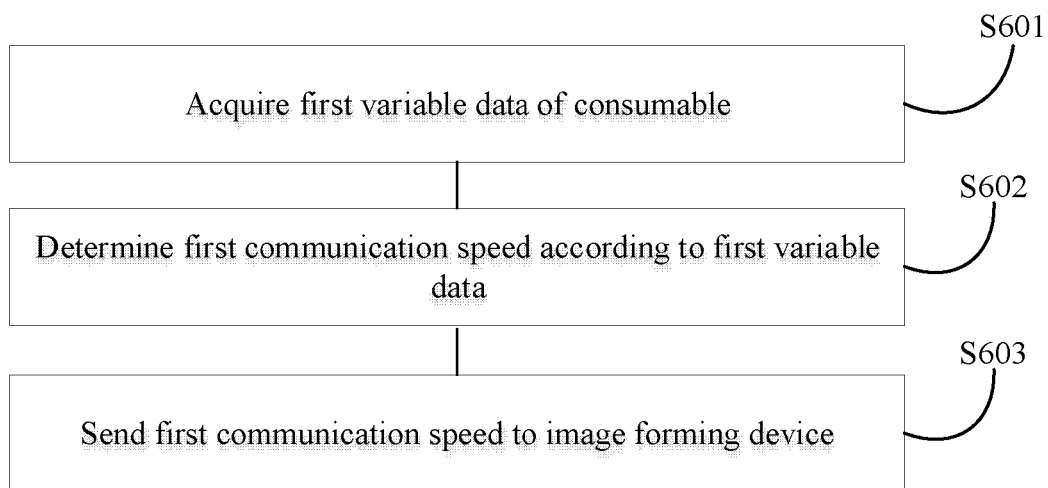 S601
Acquire first variable data of consumable
S602
Determine first communication speed according to first variable
data
S603
Send first communication speed to image forming device